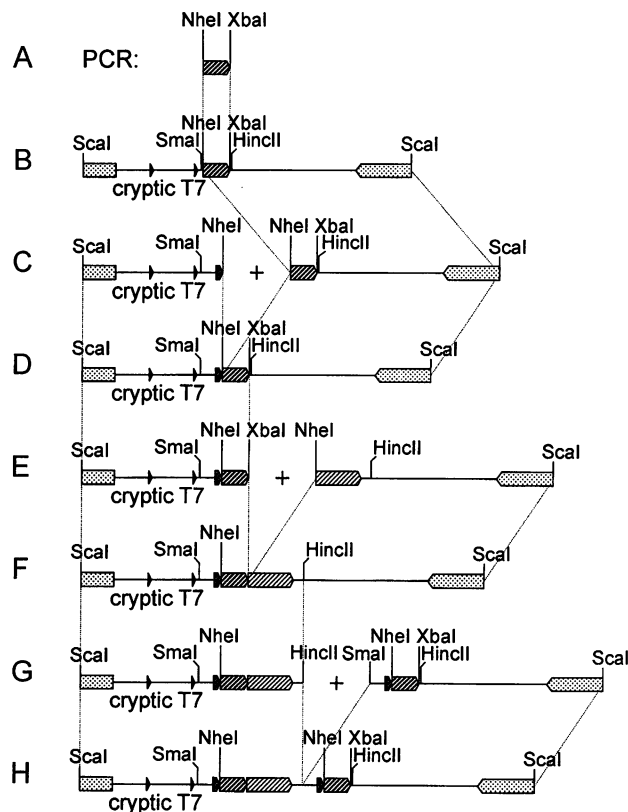 NheI XbaI
A PCR:
NheI XbaI
ScaI SmaI HincII ScaI
B
cryptic T7
ScaI SmaI NheI NheI XbaI HincII ScaI
C +
cryptic T7
NheI XbaI
ScaI SmaI HincII ScaI
D
cryptic T7
ScaI SmaI NheI XbaI NheI HincII ScaI
E +
cryptic T7
ScaI SmaI NheI HincII ScaI
F
cryptic T7
ScaI SmaI NheI HincII SmaI NheI XbaI HincII ScaI
G +
cryptic T7
ScaI SmaI NheI NheI XbaI HincII ScaI
H
cryptic T7